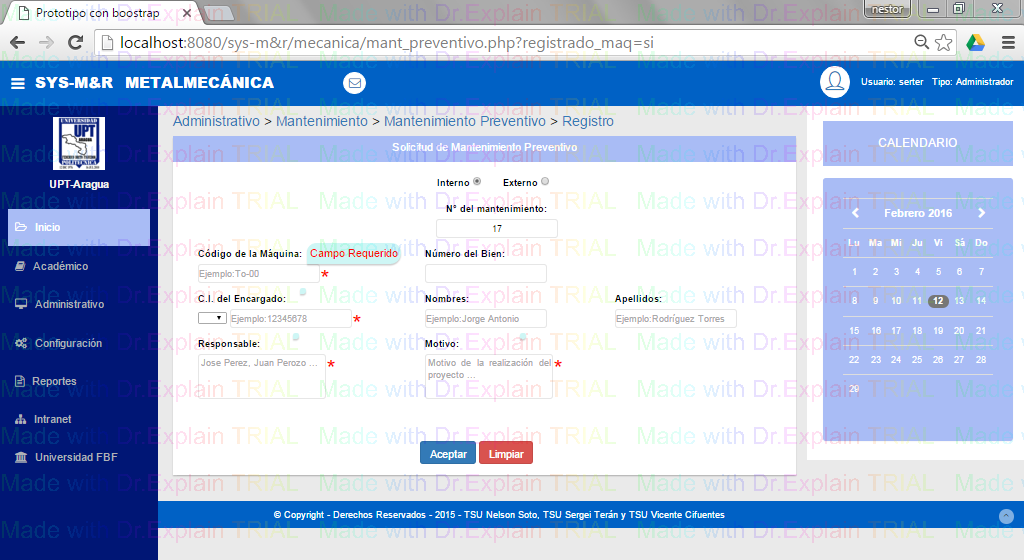 Prototipo con boostrap
nestor
localhost:8080/sys-m&r/mecanica/mant_preventivo.php?registrado_maq=si
SYS-M&R METALMECÁNICA
Usuario: serter Tipo: Administrador
UNIVERSIDAD
UPT
ARAGUA
POLITECNICA
UPT-Aragua
Inicio
Académico
Administrativo
Configuración
Reportes
Intranet
Universidad FBF
Administrativo > Mantenimiento > Mantenimiento Preventivo > Registro
Solicitud de Mantenimiento Preventivo
Interno Externo
N° del mantenimiento:
17
Código de la Máquina: Campo Requerido Número del Bien:
Ejemplo:To-00 *
C.I. del Encargado: Nombres: Apellidos:
Ejemplo:12345678 * Ejemplo:Jorge Antonio Ejemplo:Rodríguez Torres
Responsable: Motivo:
Jose Perez, Juan Perozo ... * Motivo de la realización del *
proyecto ...
Aceptar Limpiar
CALENDARIO
Febrero 2016
Lu Ma Mi Ju Vi Sá Do
1 2 3 4 5 6 7
8 9 10 11 12 13 14
15 16 17 18 19 20 21
22 23 24 25 26 27 28
29
© Copyright - Derechos Reservados - 2015 - TSU Nelson Soto, TSU Sergei Terán y TSU Vicente Cifuentes
Made with Dr.Explain TRIAL